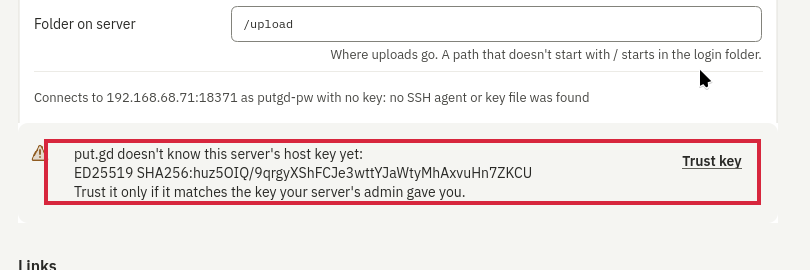 Folder on server
/upload
Where uploads go. A path that doesn't start with / starts in the login folder.
Connects to 192.168.68.71:18371 as putgd-pw with no key: no SSH agent or key file was found
put.gd doesn't know this server's host key yet:
ED25519 SHA256:huz5OIQ/9qrgyXShFCJe3wttYJaWtyMhAxvuHn7ZKCU
Trust it only if it matches the key your server's admin gave you.
Trust key
Links